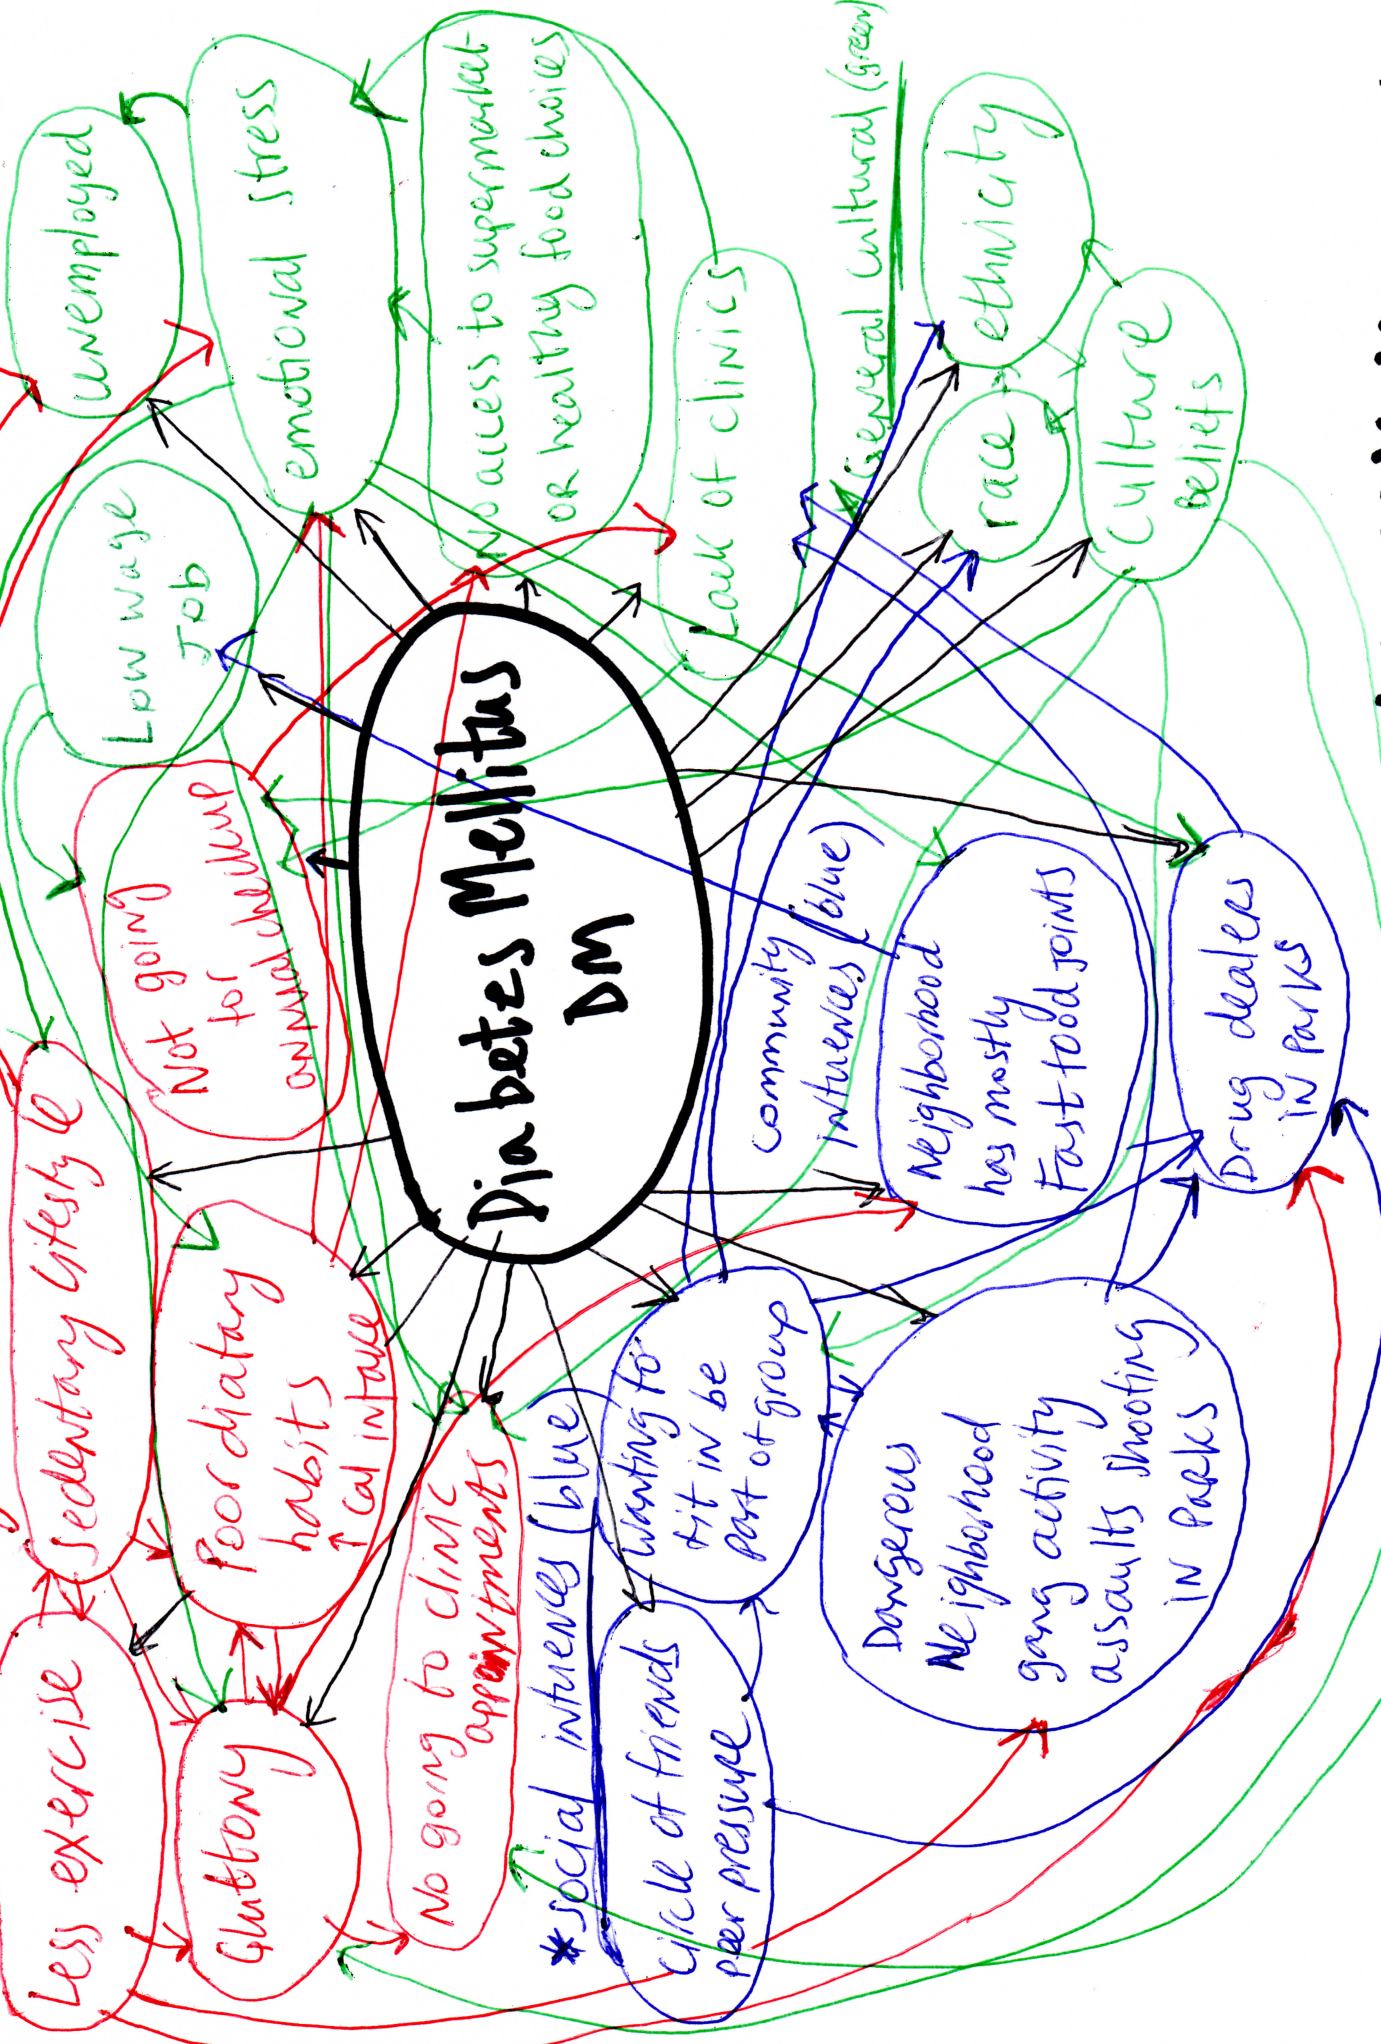 Less exercise
Sedentary lifestyle
Gluttony
Poor diatary
habits
↑ cal intake
Not going
for
annual checkup
Low wage
Job
Unemployed
emotional stress
No access to supermarket
OR healthy food choices
Lack of clinics
No going to clinic
appointments
Diabetes Mellitus
DM
*social infuences (blue
circle of friends
peer pressure
Wanting to
fit in be
part of group
community
infuences (blue)
Neighborhood
has mostly
Fast food joints
Dangerous
Neighborhood
gang activity
assaults shooting
in Parks
Drug dealers
in parks
General cultural (green)
race
ethnicity
culture
beliefs